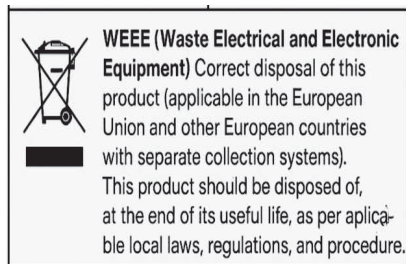 WEEE (Waste Electrical and Electronic
Equipment) Correct disposal of this
product (applicable in the European
Union and other European countries
with separate collection systems).
This product should be disposed of,
at the end of its useful life, as per aplica-
ble local laws, regulations, and procedure.